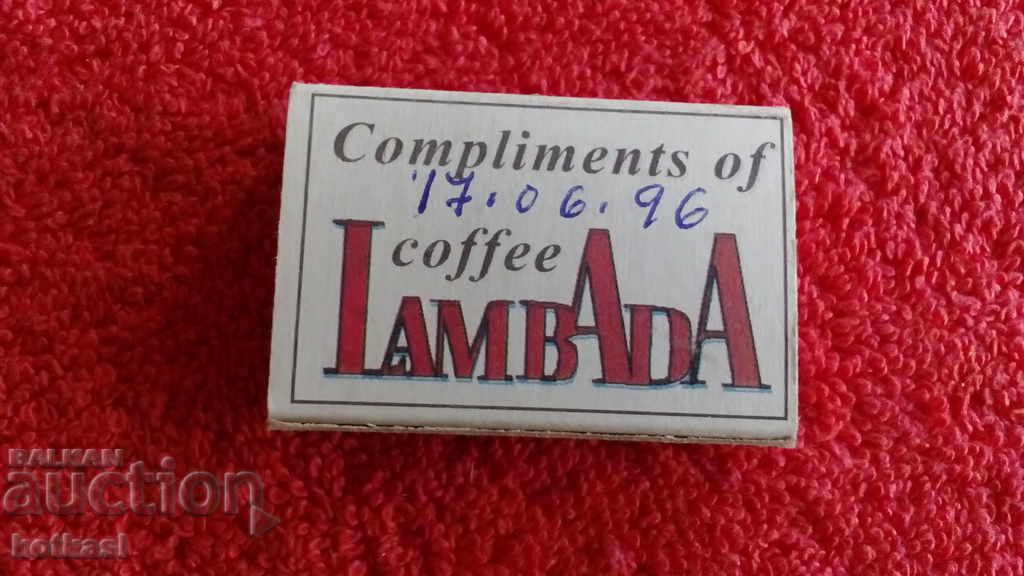 Compliments of
17.06.96
coffee
LAMBADA
BALKAN
auction
kotkasl